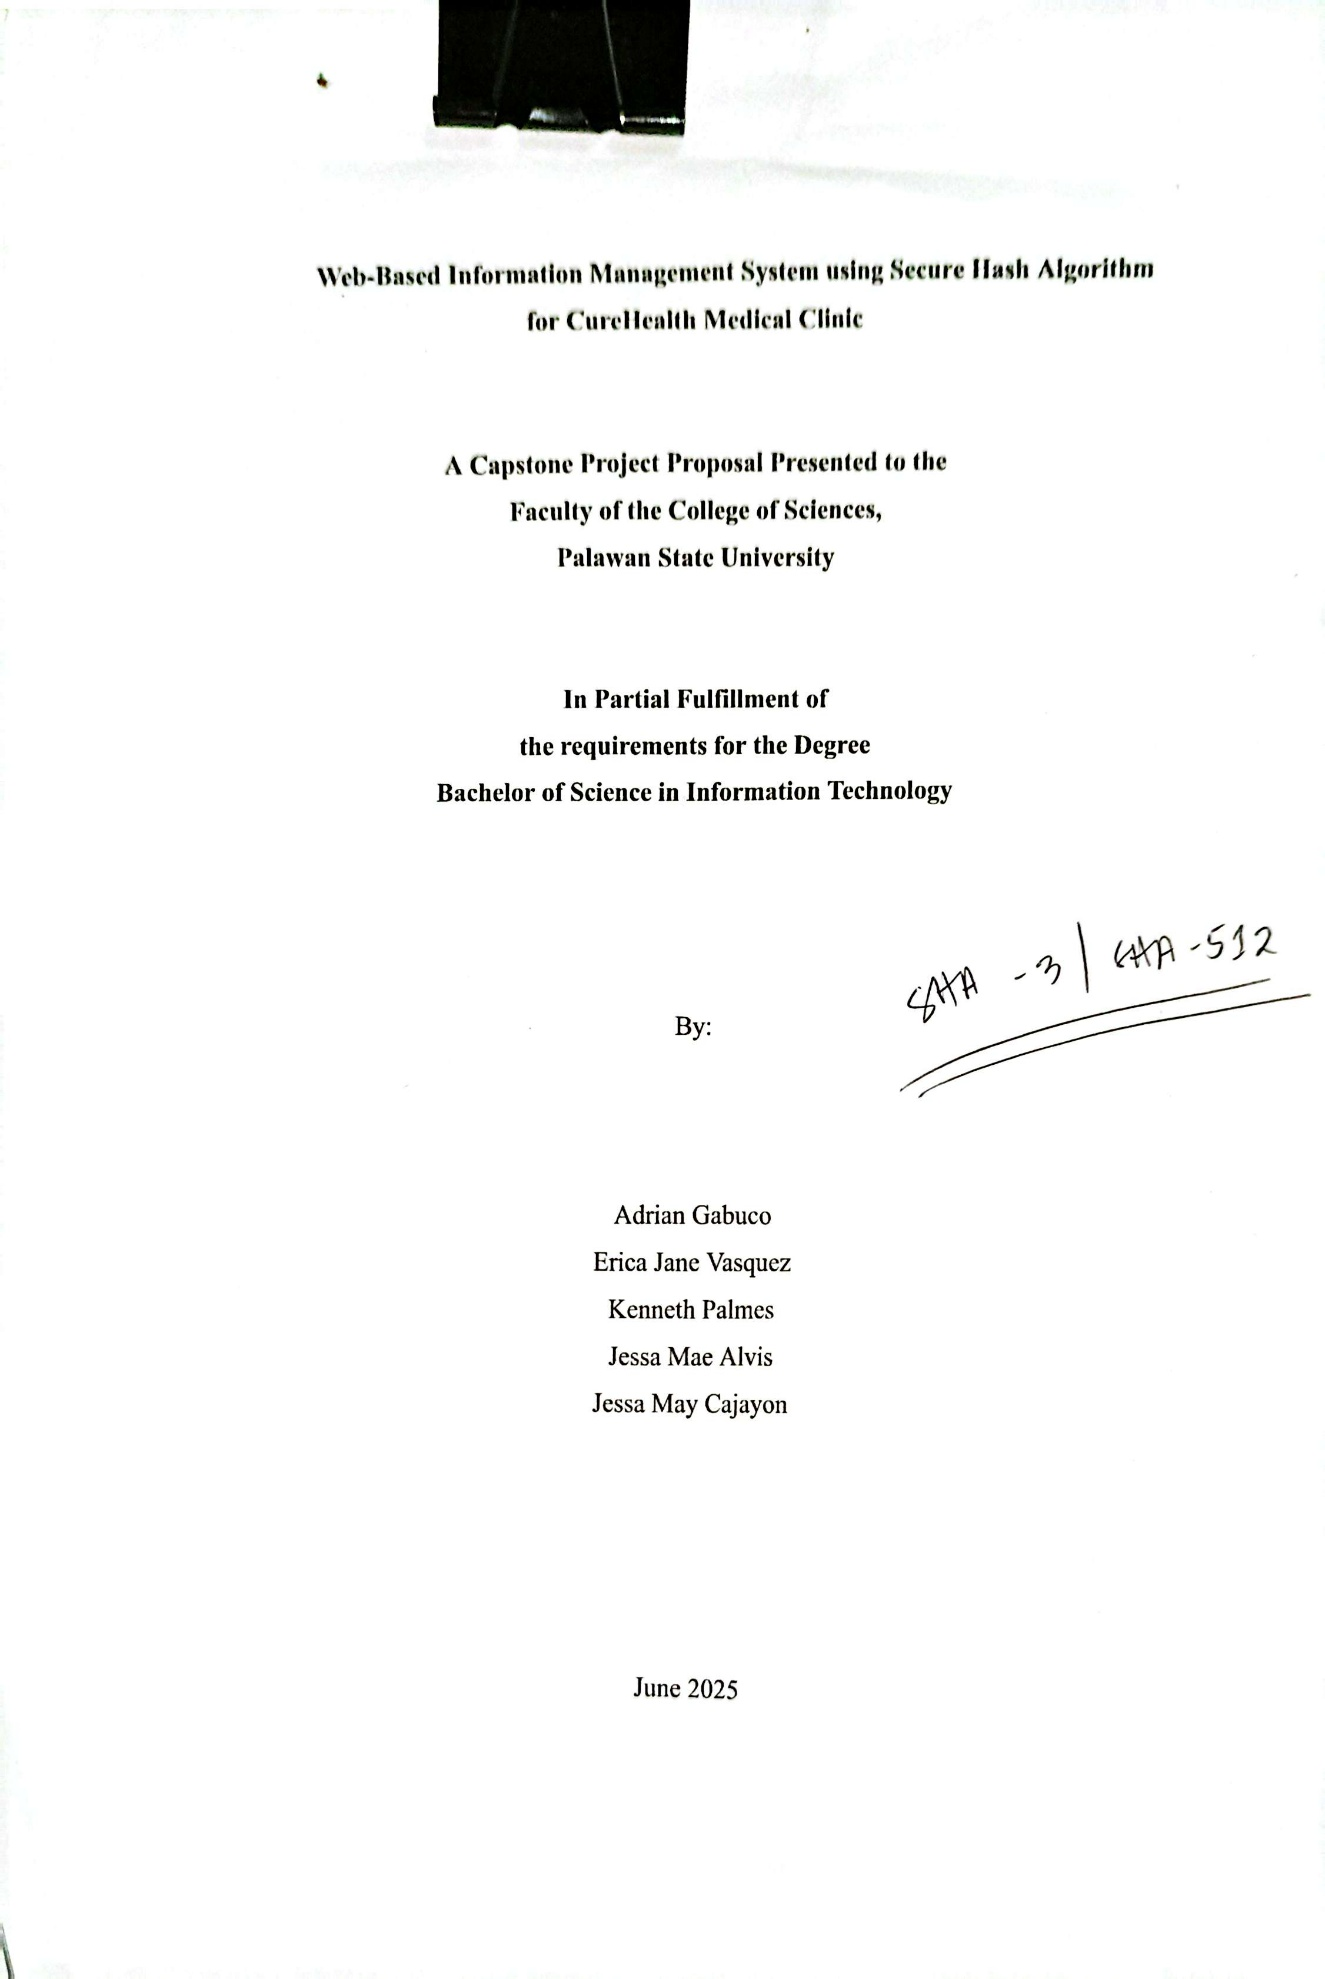 Web-Based Information Management System using Secure Hash Algorithm
for CureHealth Medical Clinic
A Capstone Project Proposal Presented to the
Faculty of the College of Sciences,
Palawan State University
In Partial Fulfillment of
the requirements for the Degree
Bachelor of Science in Information Technology
SHA -3 | SHA -512
By:
Adrian Gabuco
Erica Jane Vasquez
Kenneth Palmes
Jessa Mae Alvis
Jessa May Cajayon
June 2025